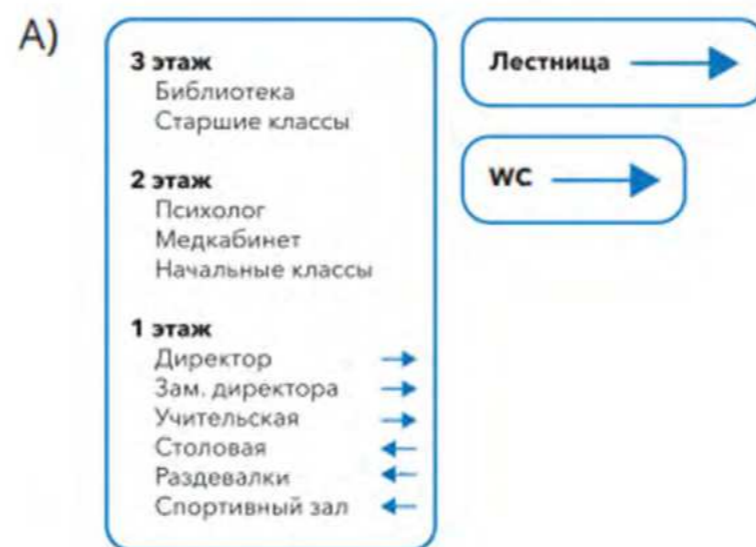 А)
3 этаж
Библиотека
Старшие классы
2 этаж
Психолог
Медкабинет
Начальные классы
1 этаж
Директор
Зам. директора
Учительская
Столовая
Раздевалки
Спортивный зал
Лестница
WC